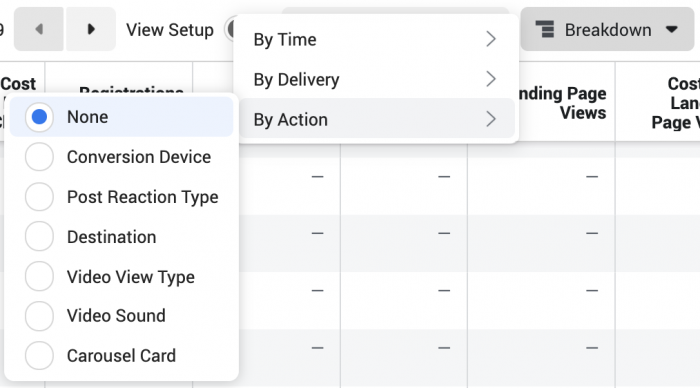 9
View Setup
Breakdown
By Time
By Delivery
By Action
Cost
Registrations
nding Page
Views
Cost
Lan
Page V
None
Conversion Device
Post Reaction Type
Destination
Video View Type
Video Sound
Carousel Card
— — —
— — —
— — —
— — —